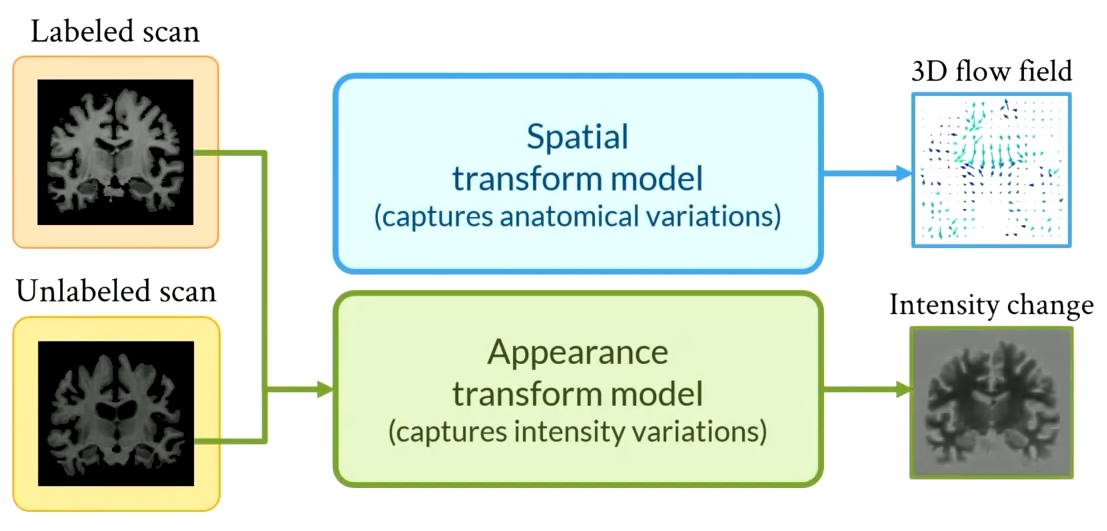 Labeled scan
Spatial
transform model
(captures anatomical variations)
3D flow field
Unlabeled scan
Appearance
transform model
(captures intensity variations)
Intensity change